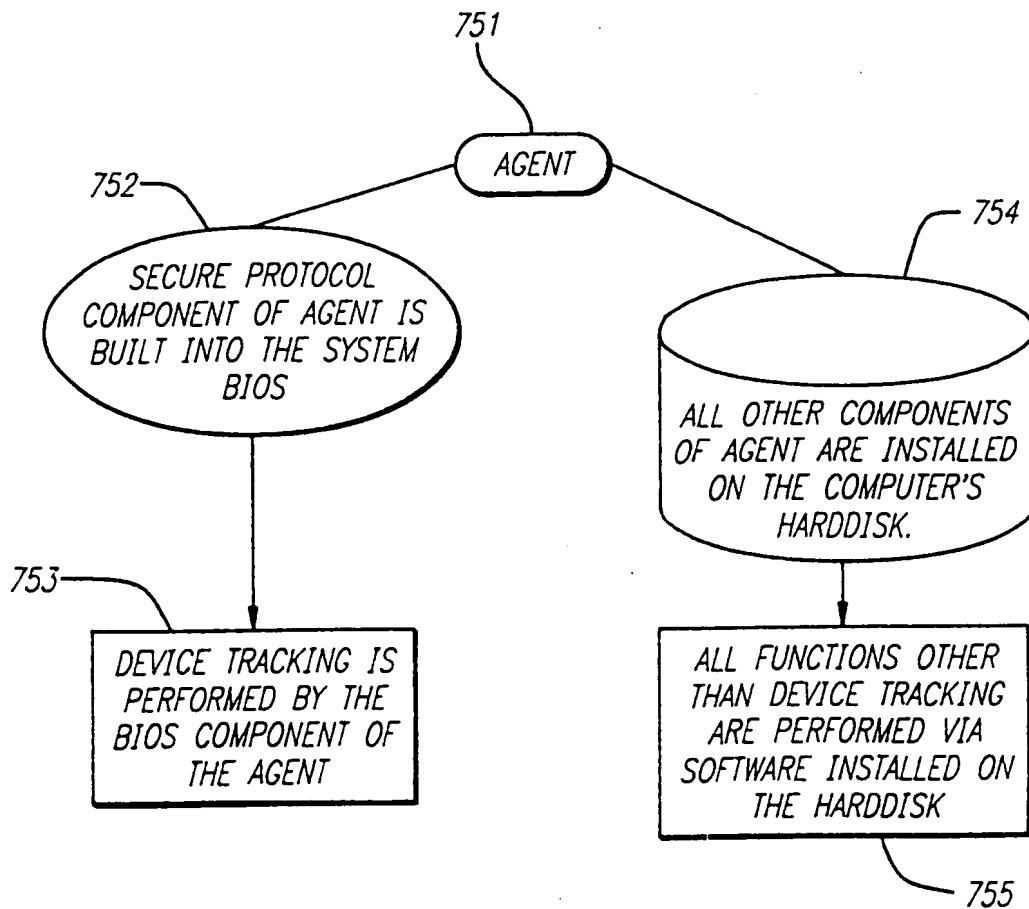 751
AGENT
752
754
SECURE PROTOCOL
COMPONENT OF AGENT IS
BUILT INTO THE SYSTEM
BIOS
ALL OTHER COMPONENTS
OF AGENT ARE INSTALLED
ON THE COMPUTER'S
HARDDISK.
753
DEVICE TRACKING IS
PERFORMED BY THE
BIOS COMPONENT OF
THE AGENT
ALL FUNCTIONS OTHER
THAN DEVICE TRACKING
ARE PERFORMED VIA
SOFTWARE INSTALLED ON
THE HARDDISK
755